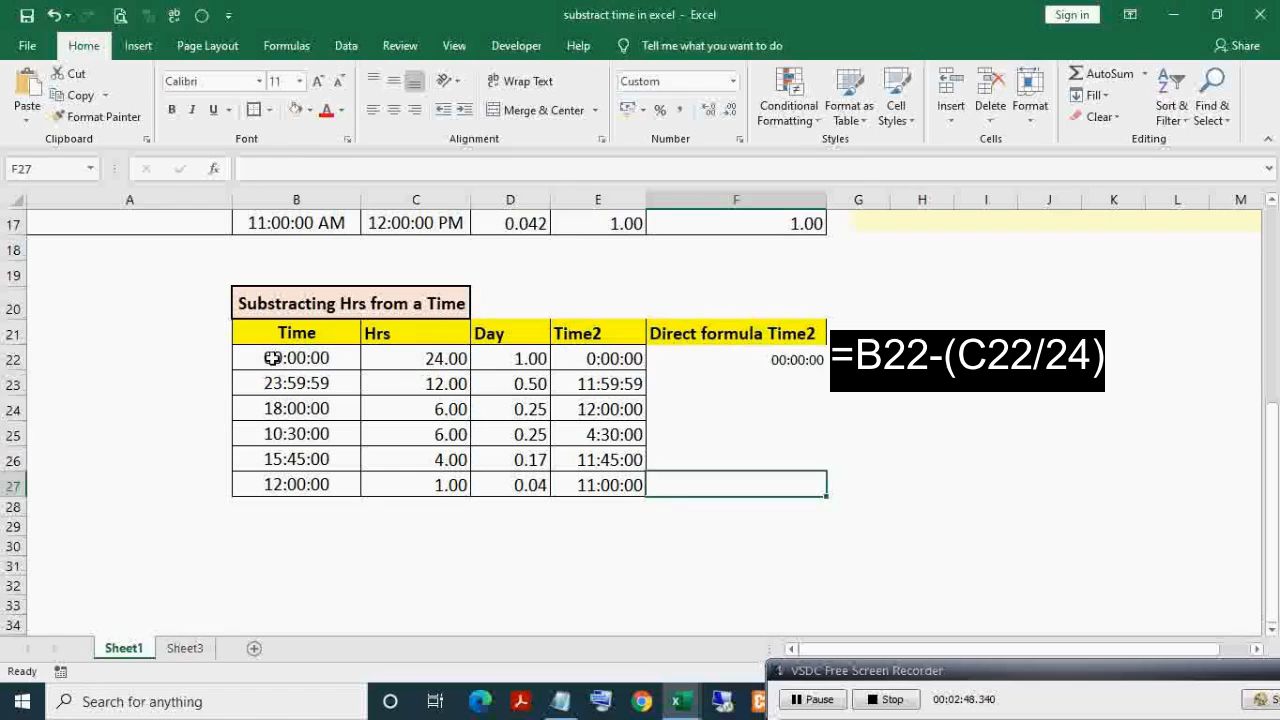 substract time in excel - Excel
Sign in
File Home Insert Page Layout Formulas Data Review View Developer Help Tell me what you want to do Share
Paste
Cut
Copy
Format Painter
Clipboard
Calibri 11
B I U A
Font
Wrap Text
Merge & Center
Alignment
Custom
%
Number
Conditional Formatting
Format as Table
Cell Styles
Styles
Insert Delete Format
Cells
AutoSum
Fill
Clear
Sort & Filter
Find & Select
Editing
F27 fx
A B C D E F G H I J K L M
17 11:00:00 AM 12:00:00 PM 0.042 1.00 1.00
18
19
20 Substracting Hrs from a Time
21 Time Hrs Day Time2 Direct formula Time2
22 24.00 1.00 0:00:00 00:00:00 =B22-(C22/24)
23 23:59:59 12.00 0.50 11:59:59
24 18:00:00 6.00 0.25 12:00:00
25 10:30:00 6.00 0.25 4:30:00
26 15:45:00 4.00 0.17 11:45:00
27 12:00:00 1.00 0.04 11:00:00
28
29
30
31
32
33
34
Sheet1 Sheet3
Ready
VSDC Free Screen Recorder
Search for anything
Pause Stop 00:02:48.340